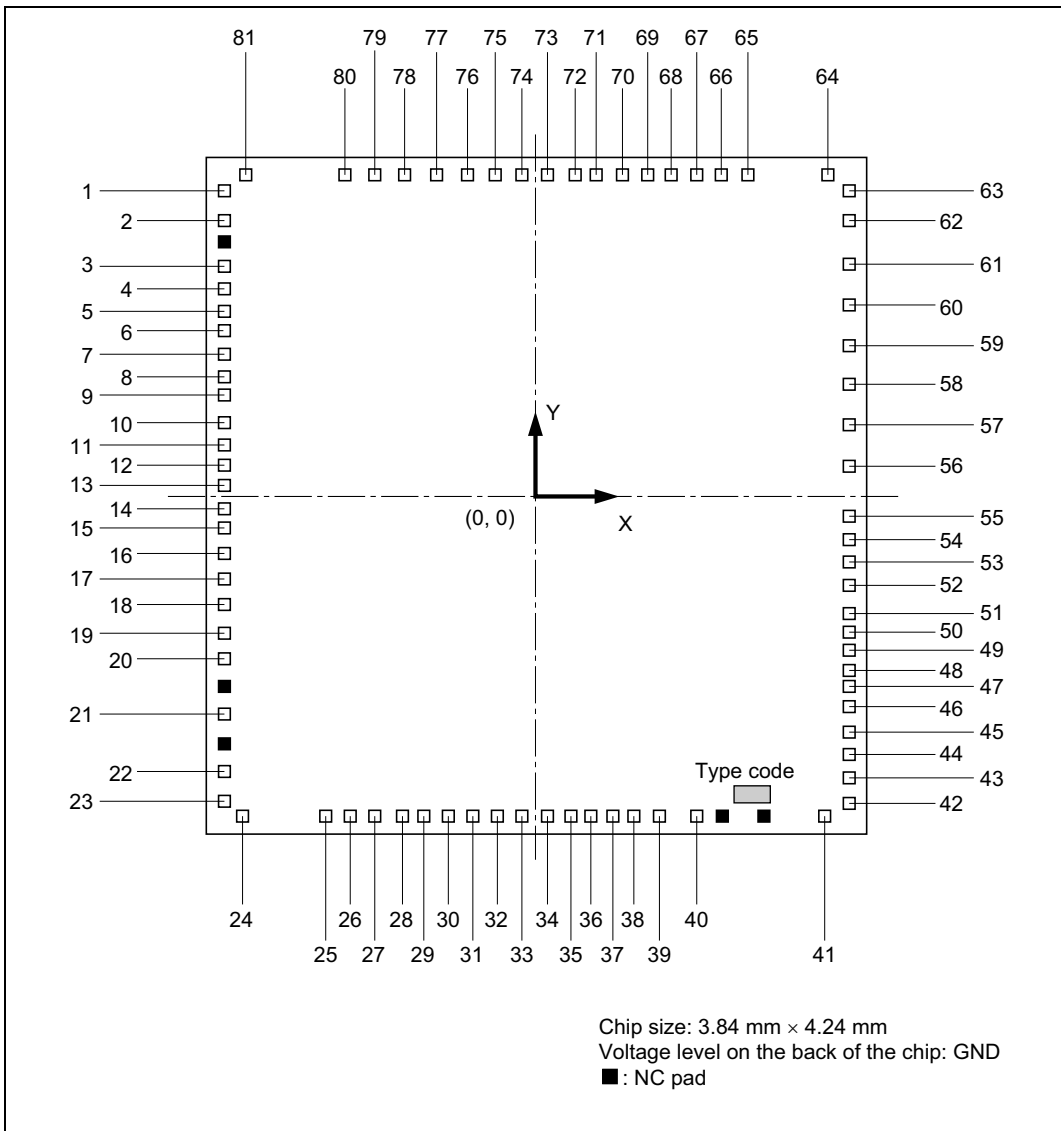 81 79 77 75 73 71 69 67 65
80 78 76 74 72 70 68 66 64
1 63
2 62
3 61
4
5 60
6
7 59
8 58
9
10 57
11
12 56
13
Y
14 (0, 0) X 55
15 54
16 53
17 52
18 51
19 50
49
20 48
47
21 46
45
44
22 Type code 43
23 42
24 26 28 30 32 34 36 38 40
25 27 29 31 33 35 37 39 41
Chip size: 3.84 mm × 4.24 mm
Voltage level on the back of the chip: GND
■ : NC pad